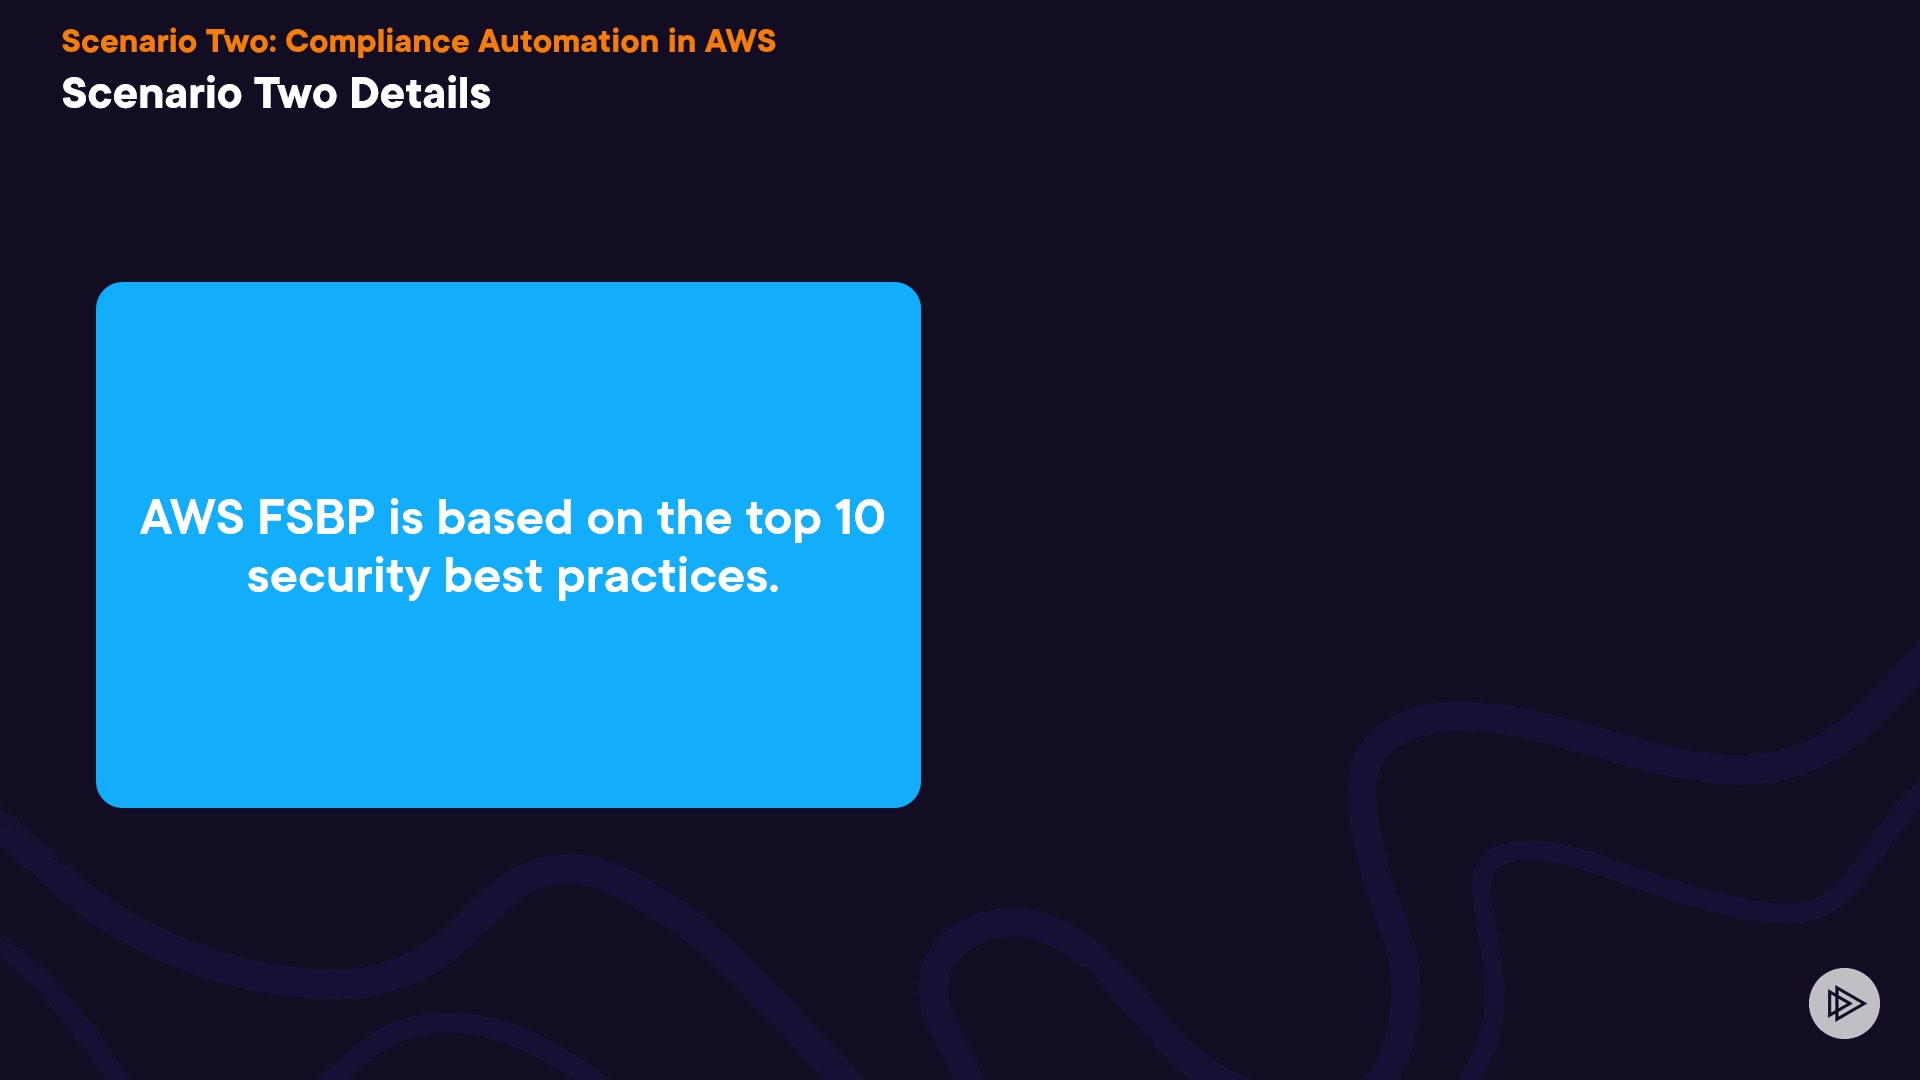 Scenario Two: Compliance Automation in AWS
Scenario Two Details
AWS FSBP is based on the top 10
security best practices.